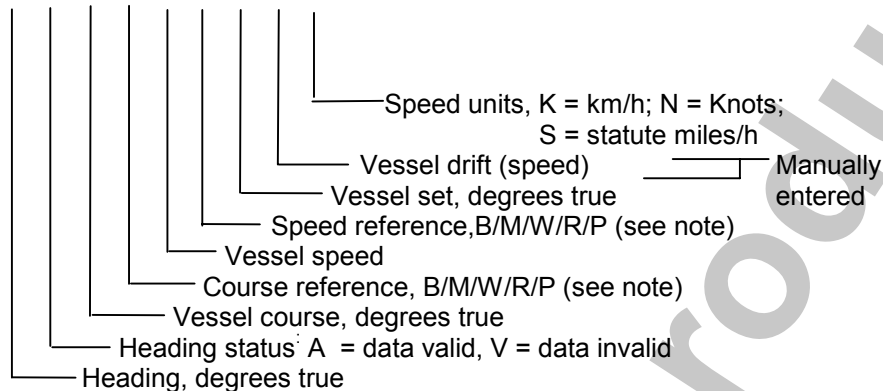 Speed units, K = km/h; N = Knots;
S = statute miles/h
Vessel drift (speed)
Manually
Vessel set, degrees true
entered
Speed reference,B/M/W/R/P (see note)
Vessel speed
Course reference, B/M/W/R/P (see note)
Vessel course, degrees true
Heading status: A = data valid, V = data invalid
Heading, degrees true
rodu